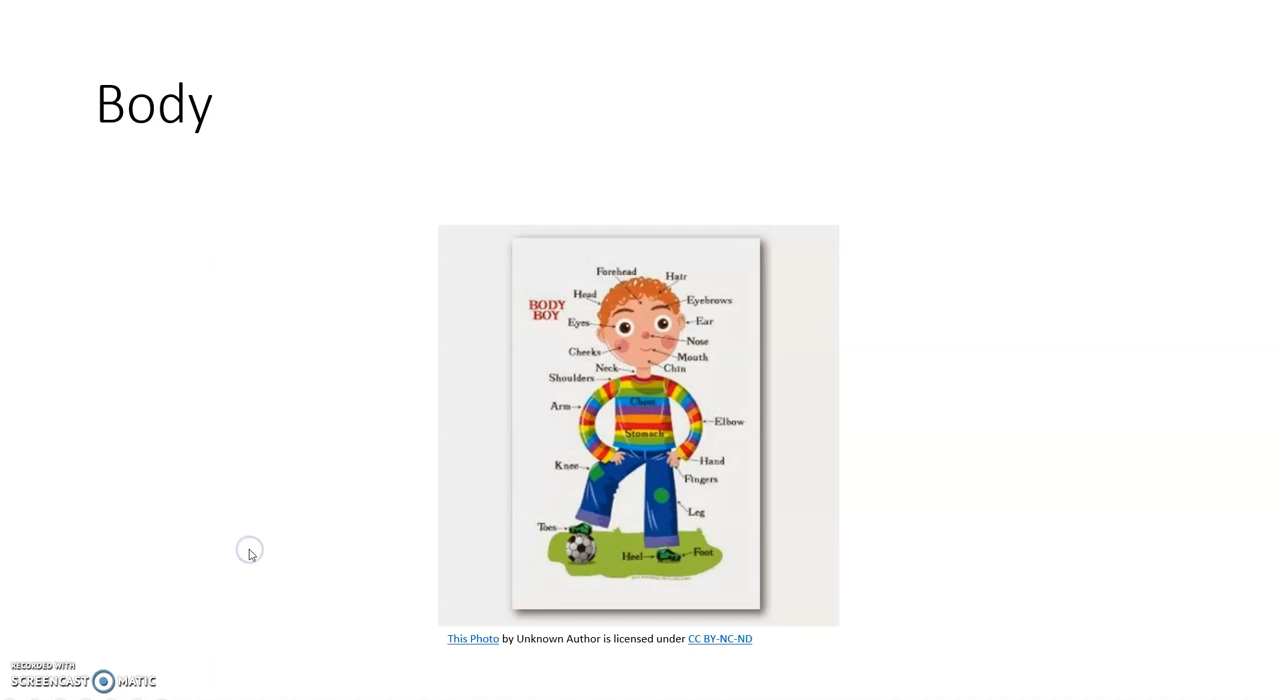 Body
Forehead
Hair
Head
Eyebrows
BODY
BOY
Eyes
Ear
Nose
Cheeks
Mouth
Neck
Chin
Shoulders
Chest
Arm
Elbow
Stomach
Hand
Knee
Fingers
Leg
Toes
Heel
Foot
This Photo by Unknown Author is licensed under CC BY-NC-ND
RECORDED WITH
SCREENCAST MATIC